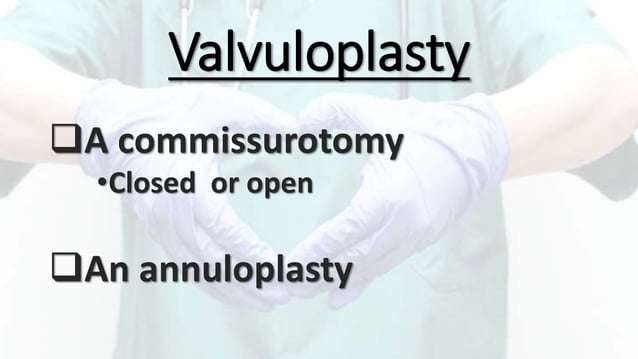 Valvuloplasty
❑A commissurotomy
•Closed or open
❑An annuloplasty